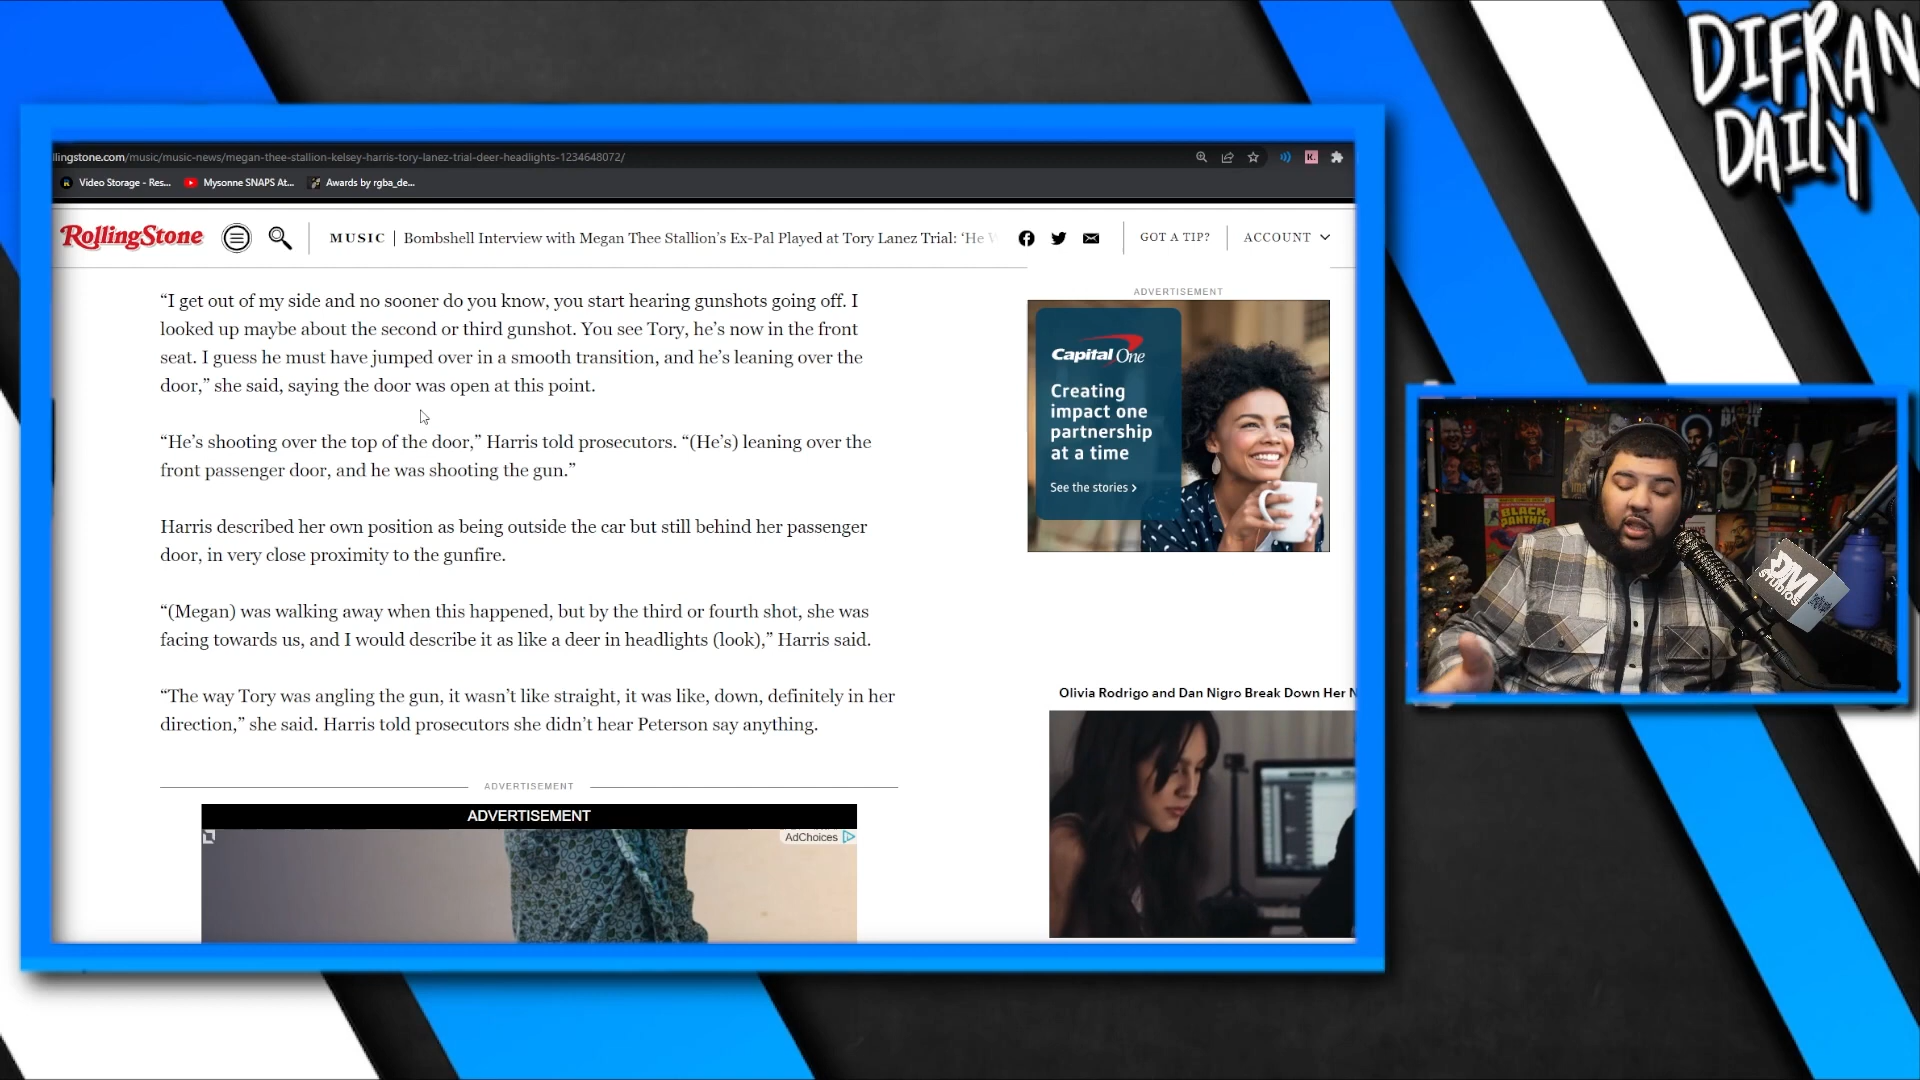 DIFRAN
DAILY
llingstone.com/music/music-news/megan-thee-stallion-kelsey-harris-tory-lanez-trial-deer-headlights-1234648072/
Video Storage - Res...
Mysonne SNAPS At...
Awards by rgba_de...
RollingStone
MUSIC
Bombshell Interview with Megan Thee Stallion’s Ex-Pal Played at Tory Lanez Trial: ‘He W
GOT A TIP?
ACCOUNT
“I get out of my side and no sooner do you know, you start hearing gunshots going off. I
looked up maybe about the second or third gunshot. You see Tory, he’s now in the front
seat. I guess he must have jumped over in a smooth transition, and he’s leaning over the
door,” she said, saying the door was open at this point.
“He’s shooting over the top of the door,” Harris told prosecutors. “(He’s) leaning over the
front passenger door, and he was shooting the gun.”
Harris described her own position as being outside the car but still behind her passenger
door, in very close proximity to the gunfire.
“(Megan) was walking away when this happened, but by the third or fourth shot, she was
facing towards us, and I would describe it as like a deer in headlights (look),” Harris said.
“The way Tory was angling the gun, it wasn’t like straight, it was like, down, definitely in her
direction,” she said. Harris told prosecutors she didn’t hear Peterson say anything.
ADVERTISEMENT
ADVERTISEMENT
AdChoices
ADVERTISEMENT
Capital One
Creating
impact one
partnership
at a time
See the stories >
Olivia Rodrigo and Dan Nigro Break Down Her N
BLACK
PANTHER
DM
STUDIOS